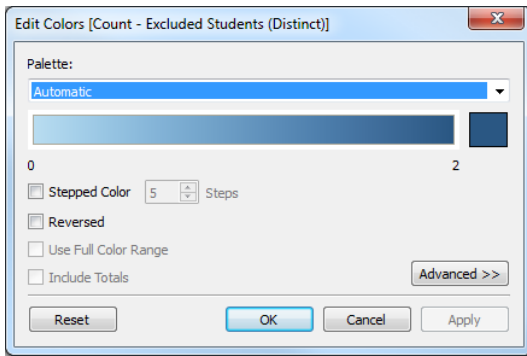 Edit Colors [Count - Excluded Students (Distinct)]
Palette:
Automatic
0 2
Stepped Color 5 Steps
Reversed
Use Full Color Range
Include Totals
Advanced >>
Reset OK Cancel Apply